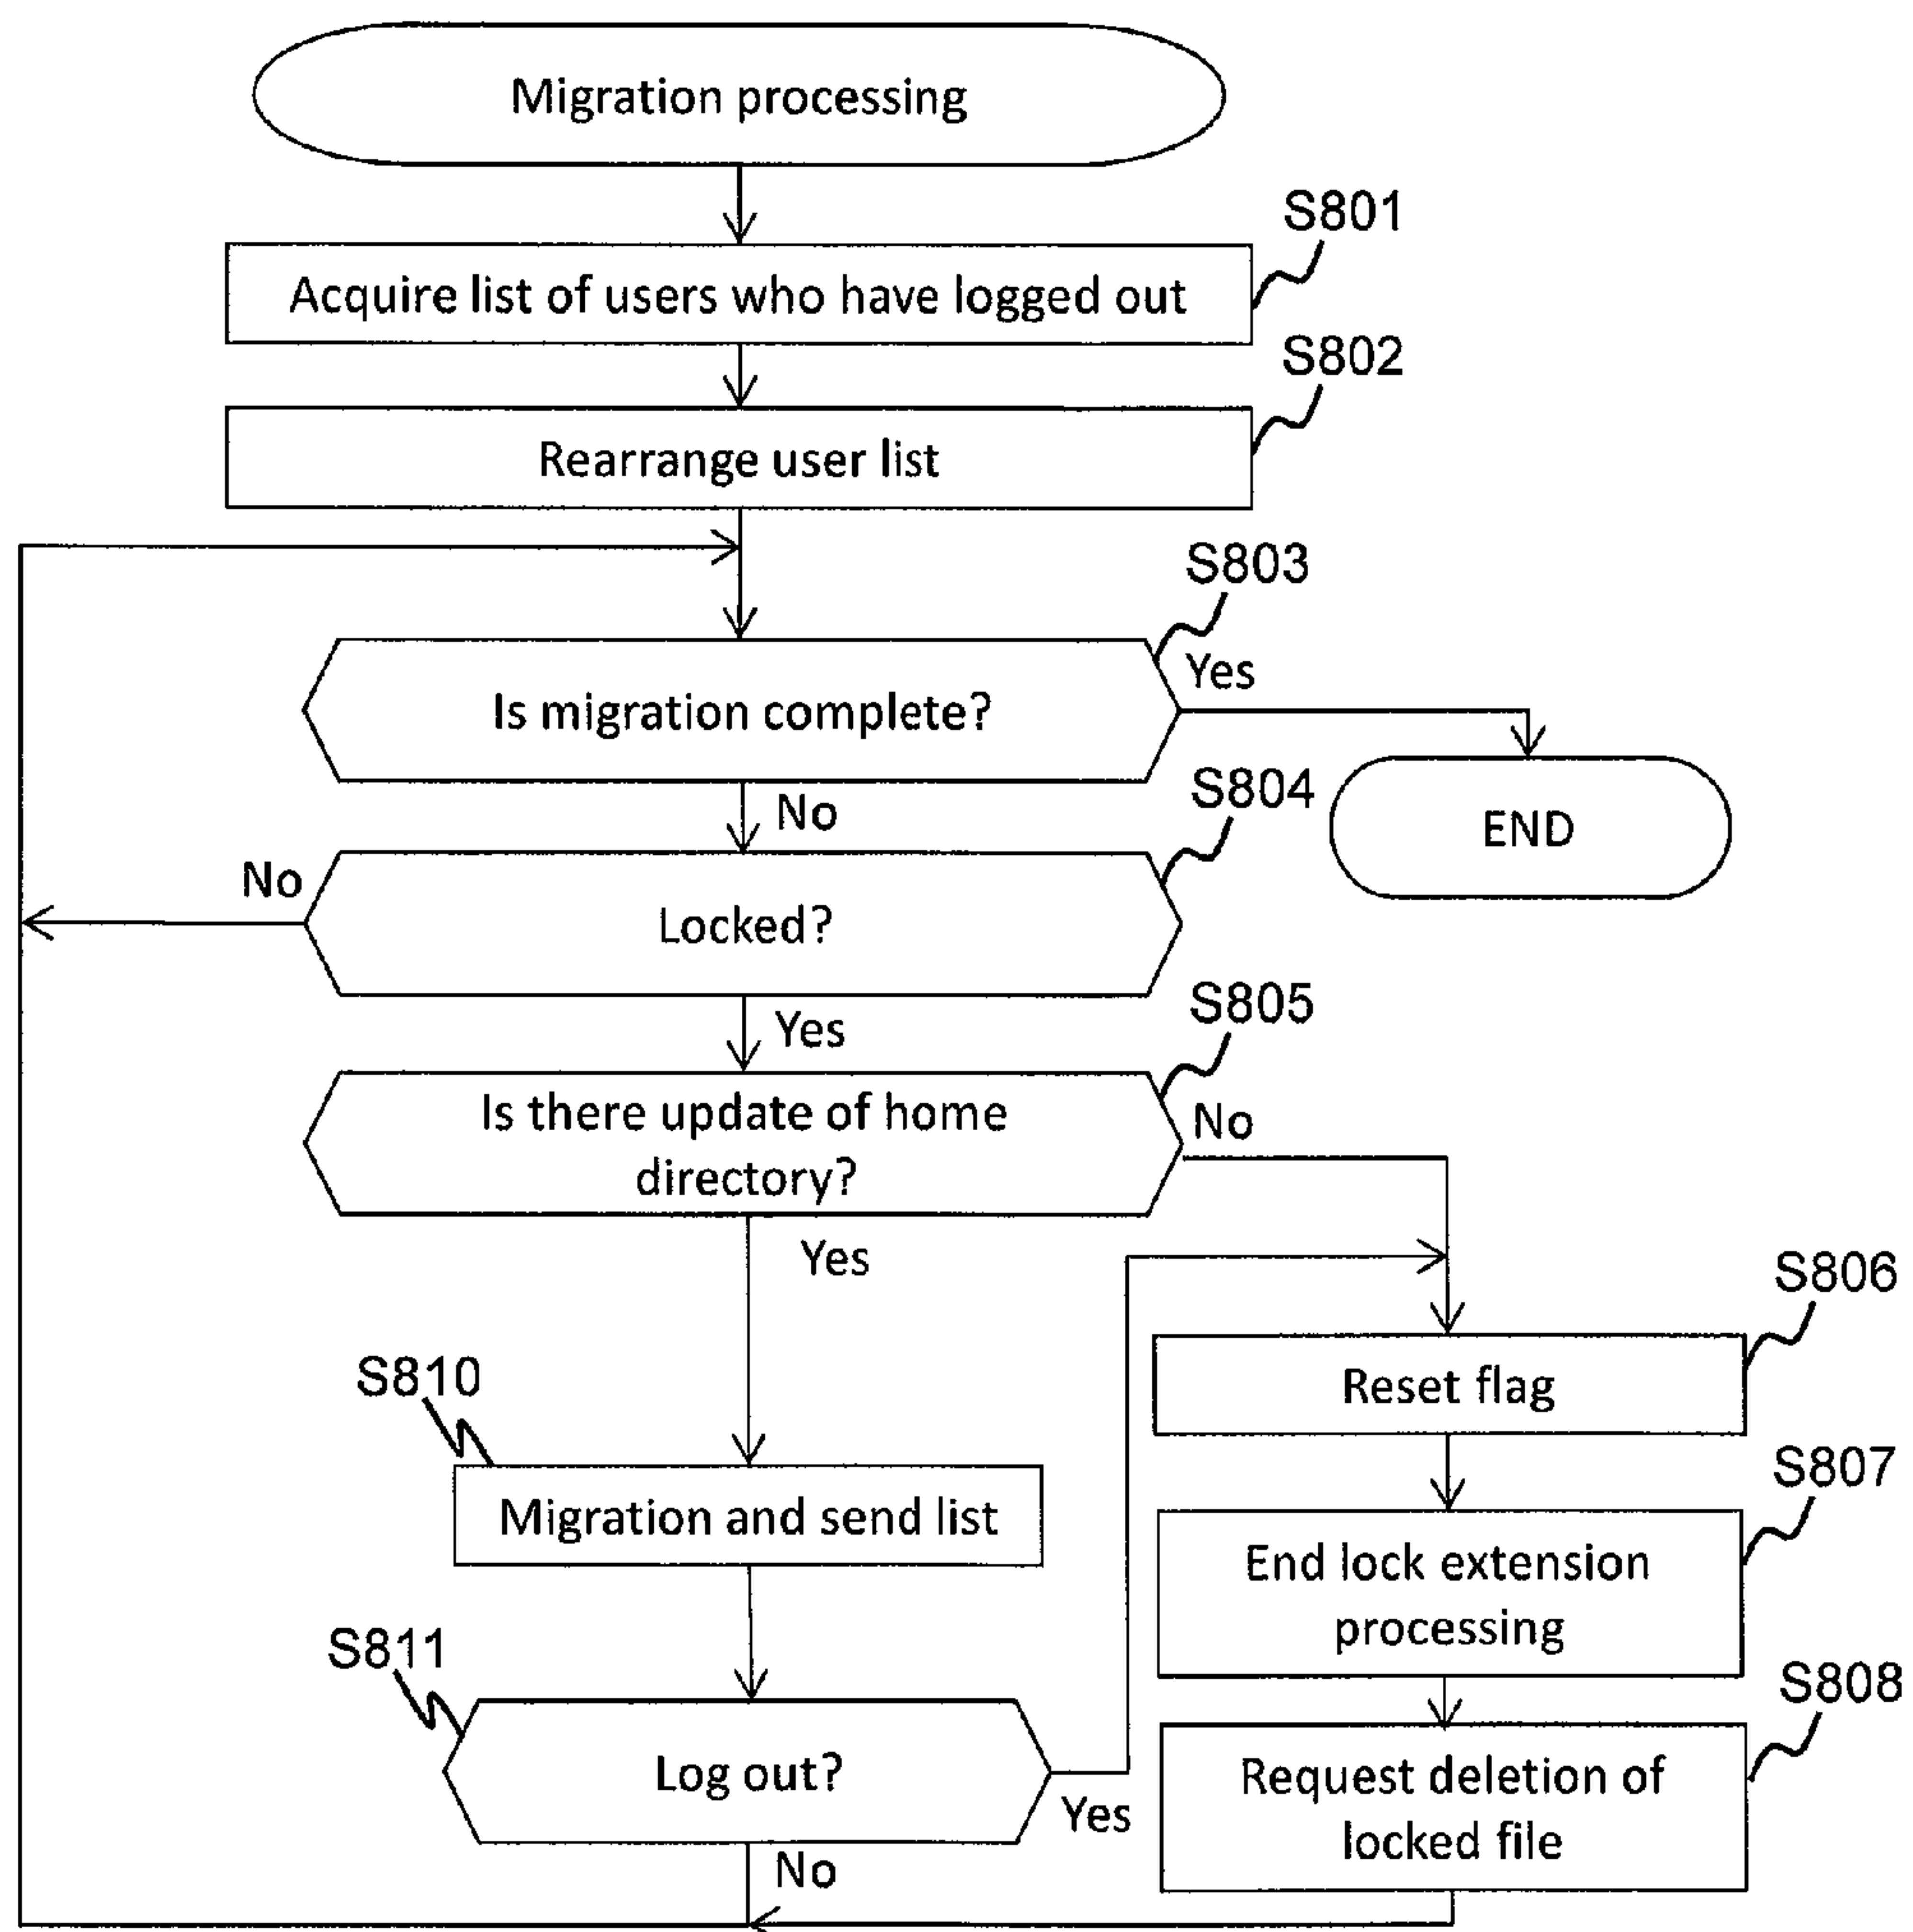 Migration processing
S801
Acquire list of users who have logged out
S802
Rearrange user list
S803
Is migration complete?
Yes
END
No
S804
Locked?
No
Yes
S805
Is there update of home
directory?
No
Yes
S806
Reset flag
S810
Migration and send list
S807
End lock extension
processing
S811
Log out?
Yes
No
S808
Request deletion of
locked file